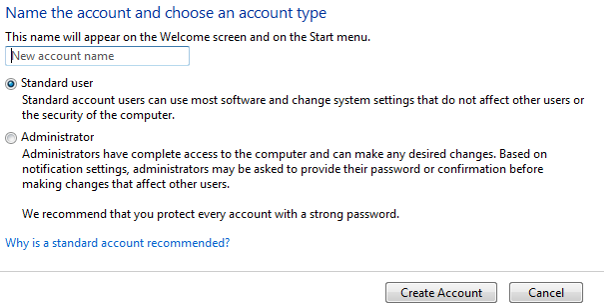 Name the account and choose an account type
This name will appear on the Welcome screen and on the Start menu.
New account name
Standard user
Standard account users can use most software and change system settings that do not affect other users or
the security of the computer.
Administrator
Administrators have complete access to the computer and can make any desired changes. Based on
notification settings, administrators may be asked to provide their password or confirmation before
making changes that affect other users.
We recommend that you protect every account with a strong password.
Why is a standard account recommended?
Create Account
Cancel